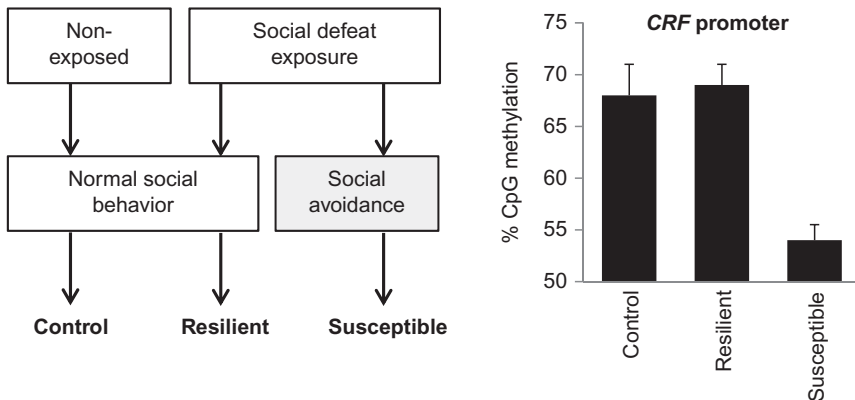 Non-
exposed
Social defeat
exposure
Normal social
behavior
Social
avoidance
Control
Resilient
Susceptible
CRF promoter
% CpG methylation
75
70
65
60
55
50
Control
Resilient
Susceptible